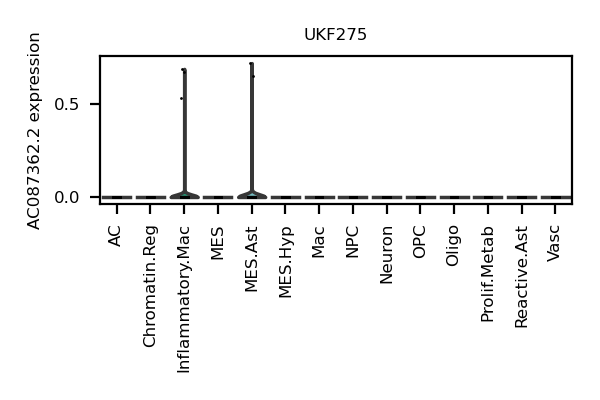 UKF275
AC087362.2 expression
0.5
0.0
AC
Chromatin.Reg
Inflammatory.Mac
MES
MES.Ast
MES.Hyp
Mac
NPC
Neuron
OPC
Oligo
Prolif.Metab
Reactive.Ast
Vasc